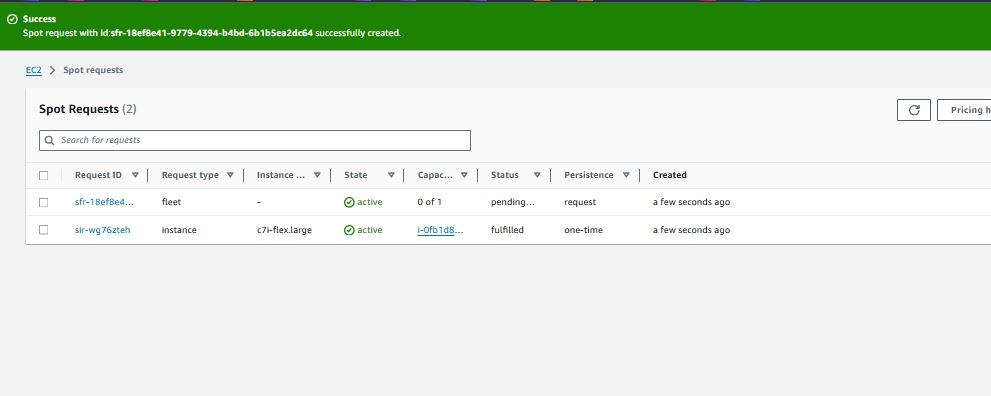 Success
Spot request with id:sfr-18ef8e41-9779-4394-b4bd-6b1b5ea2dc64 successfully created.
EC2 > Spot requests
Spot Requests (2)
Pricing h
Search for requests
Request ID Request type Instance ... State Capac... Status Persistence Created
sfr-18ef8e4... fleet - active 0 of 1 pending... request a few seconds ago
sir-wg76zteh instance c7i-flex.large active i-0fb1d8... fulfilled one-time a few seconds ago